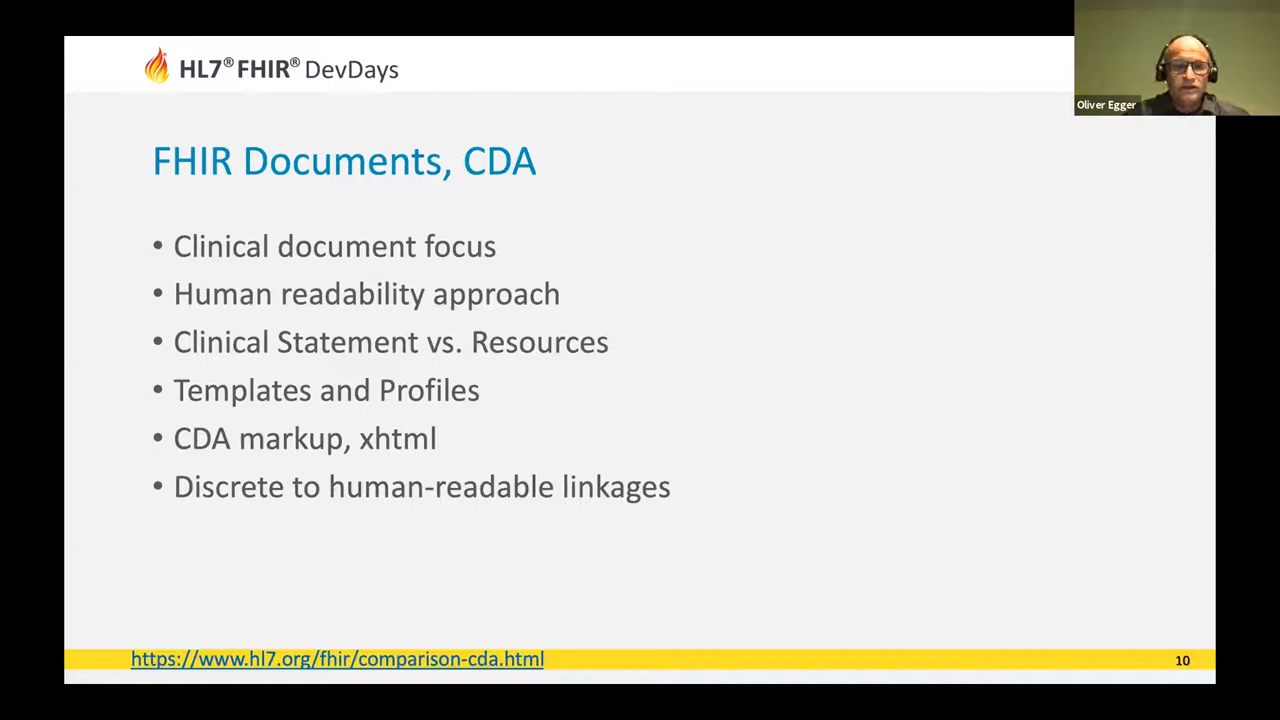 HL7® FHIR® DevDays
Oliver Egger
FHIR Documents, CDA
• Clinical document focus
• Human readability approach
• Clinical Statement vs. Resources
• Templates and Profiles
• CDA markup, xhtml
• Discrete to human-readable linkages
https://www.hl7.org/fhir/comparison-cda.html
10